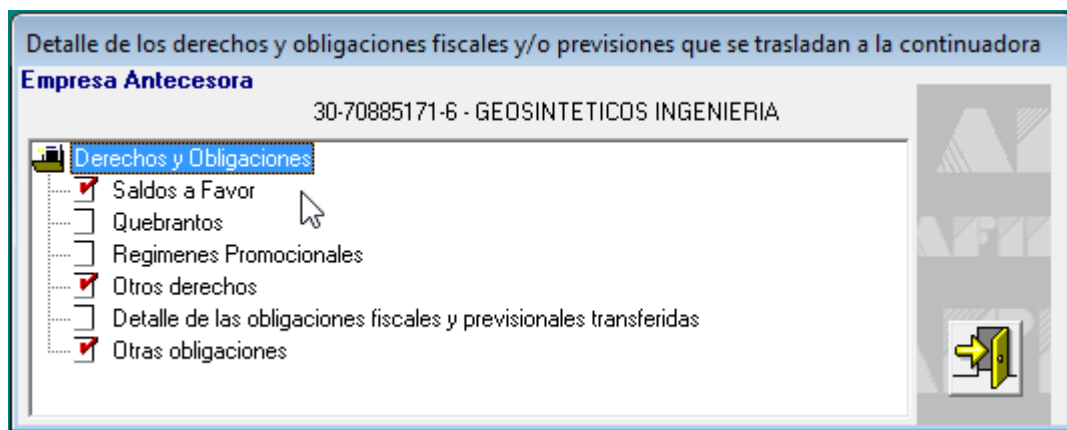 Detalle de los derechos y obligaciones fiscales y/o previsiones que se trasladan a la continuadora
Empresa Antecesora
30-70885171-6 - GEOSINTETICOS INGENIERIA
Derechos y Obligaciones
Saldos a Favor
Quebrantos
Regimenes Promocionales
Otros derechos
Detalle de las obligaciones fiscales y previsionales transferidas
Otras obligaciones